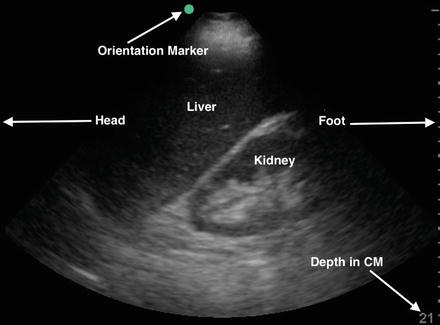 Orientation Marker
Liver
Head
Foot
Kidney
Depth in CM
21